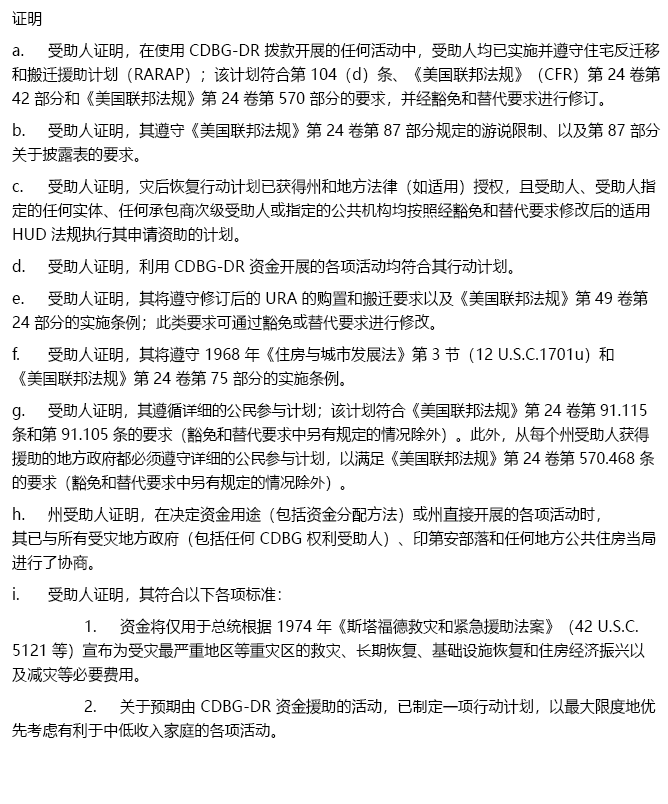 证明
a. 受助人证明，在使用 CDBG-DR 拨款开展的任何活动中，受助人均已实施并遵守住宅反迁移
和搬迁援助计划（RARAP）；该计划符合第 104（d）条、《美国联邦法规》（CFR）第 24 卷第
42 部分和《美国联邦法规》第 24 卷第 570 部分的要求，并经豁免和替代要求进行修订。
b. 受助人证明，其遵守《美国联邦法规》第 24 卷第 87 部分规定的游说限制、以及第 87 部分
关于披露表的要求。
c. 受助人证明，灾后恢复行动计划已获得州和地方法律（如适用）授权，且受助人、受助人指
定的任何实体、任何承包商次级受助人或指定的公共机构均按照经豁免和替代要求修改后的适用
HUD 法规执行其申请资助的计划。
d. 受助人证明，利用 CDBG-DR 资金开展的各项活动均符合其行动计划。
e. 受助人证明，其将遵守修订后的 URA 的购置和搬迁要求以及《美国联邦法规》第 49 卷第
24 部分的实施条例；此类要求可通过豁免或替代要求进行修改。
f. 受助人证明，其将遵守 1968 年《住房与城市发展法》第 3 节（12 U.S.C.1701u）和
《美国联邦法规》第 24 卷第 75 部分的实施条例。
g. 受助人证明，其遵循详细的公民参与计划；该计划符合《美国联邦法规》第 24 卷第 91.115
条和第 91.105 条的要求（豁免和替代要求中另有规定的情况除外）。此外，从每个州受助人获得
援助的地方政府都必须遵守详细的公民参与计划，以满足《美国联邦法规》第 24 卷第 570.468 条
的要求（豁免和替代要求中另有规定的情况除外）。
h. 州受助人证明，在决定资金用途（包括资金分配方法）或州直接开展的各项活动时，
其已与所有受灾地方政府（包括任何 CDBG 权利受助人）、印第安部落和任何地方公共住房当局
进行了协商。
i. 受助人证明，其符合以下各项标准：
1. 资金将仅用于总统根据 1974 年《斯塔福德救灾和紧急援助法案》（42 U.S.C.
5121 等）宣布为受灾最严重地区等重灾区的救灾、长期恢复、基础设施恢复和住房经济振兴以
及减灾等必要费用。
2. 关于预期由 CDBG-DR 资金援助的活动，已制定一项行动计划，以最大限度地优
先考虑有利于中低收入家庭的各项活动。